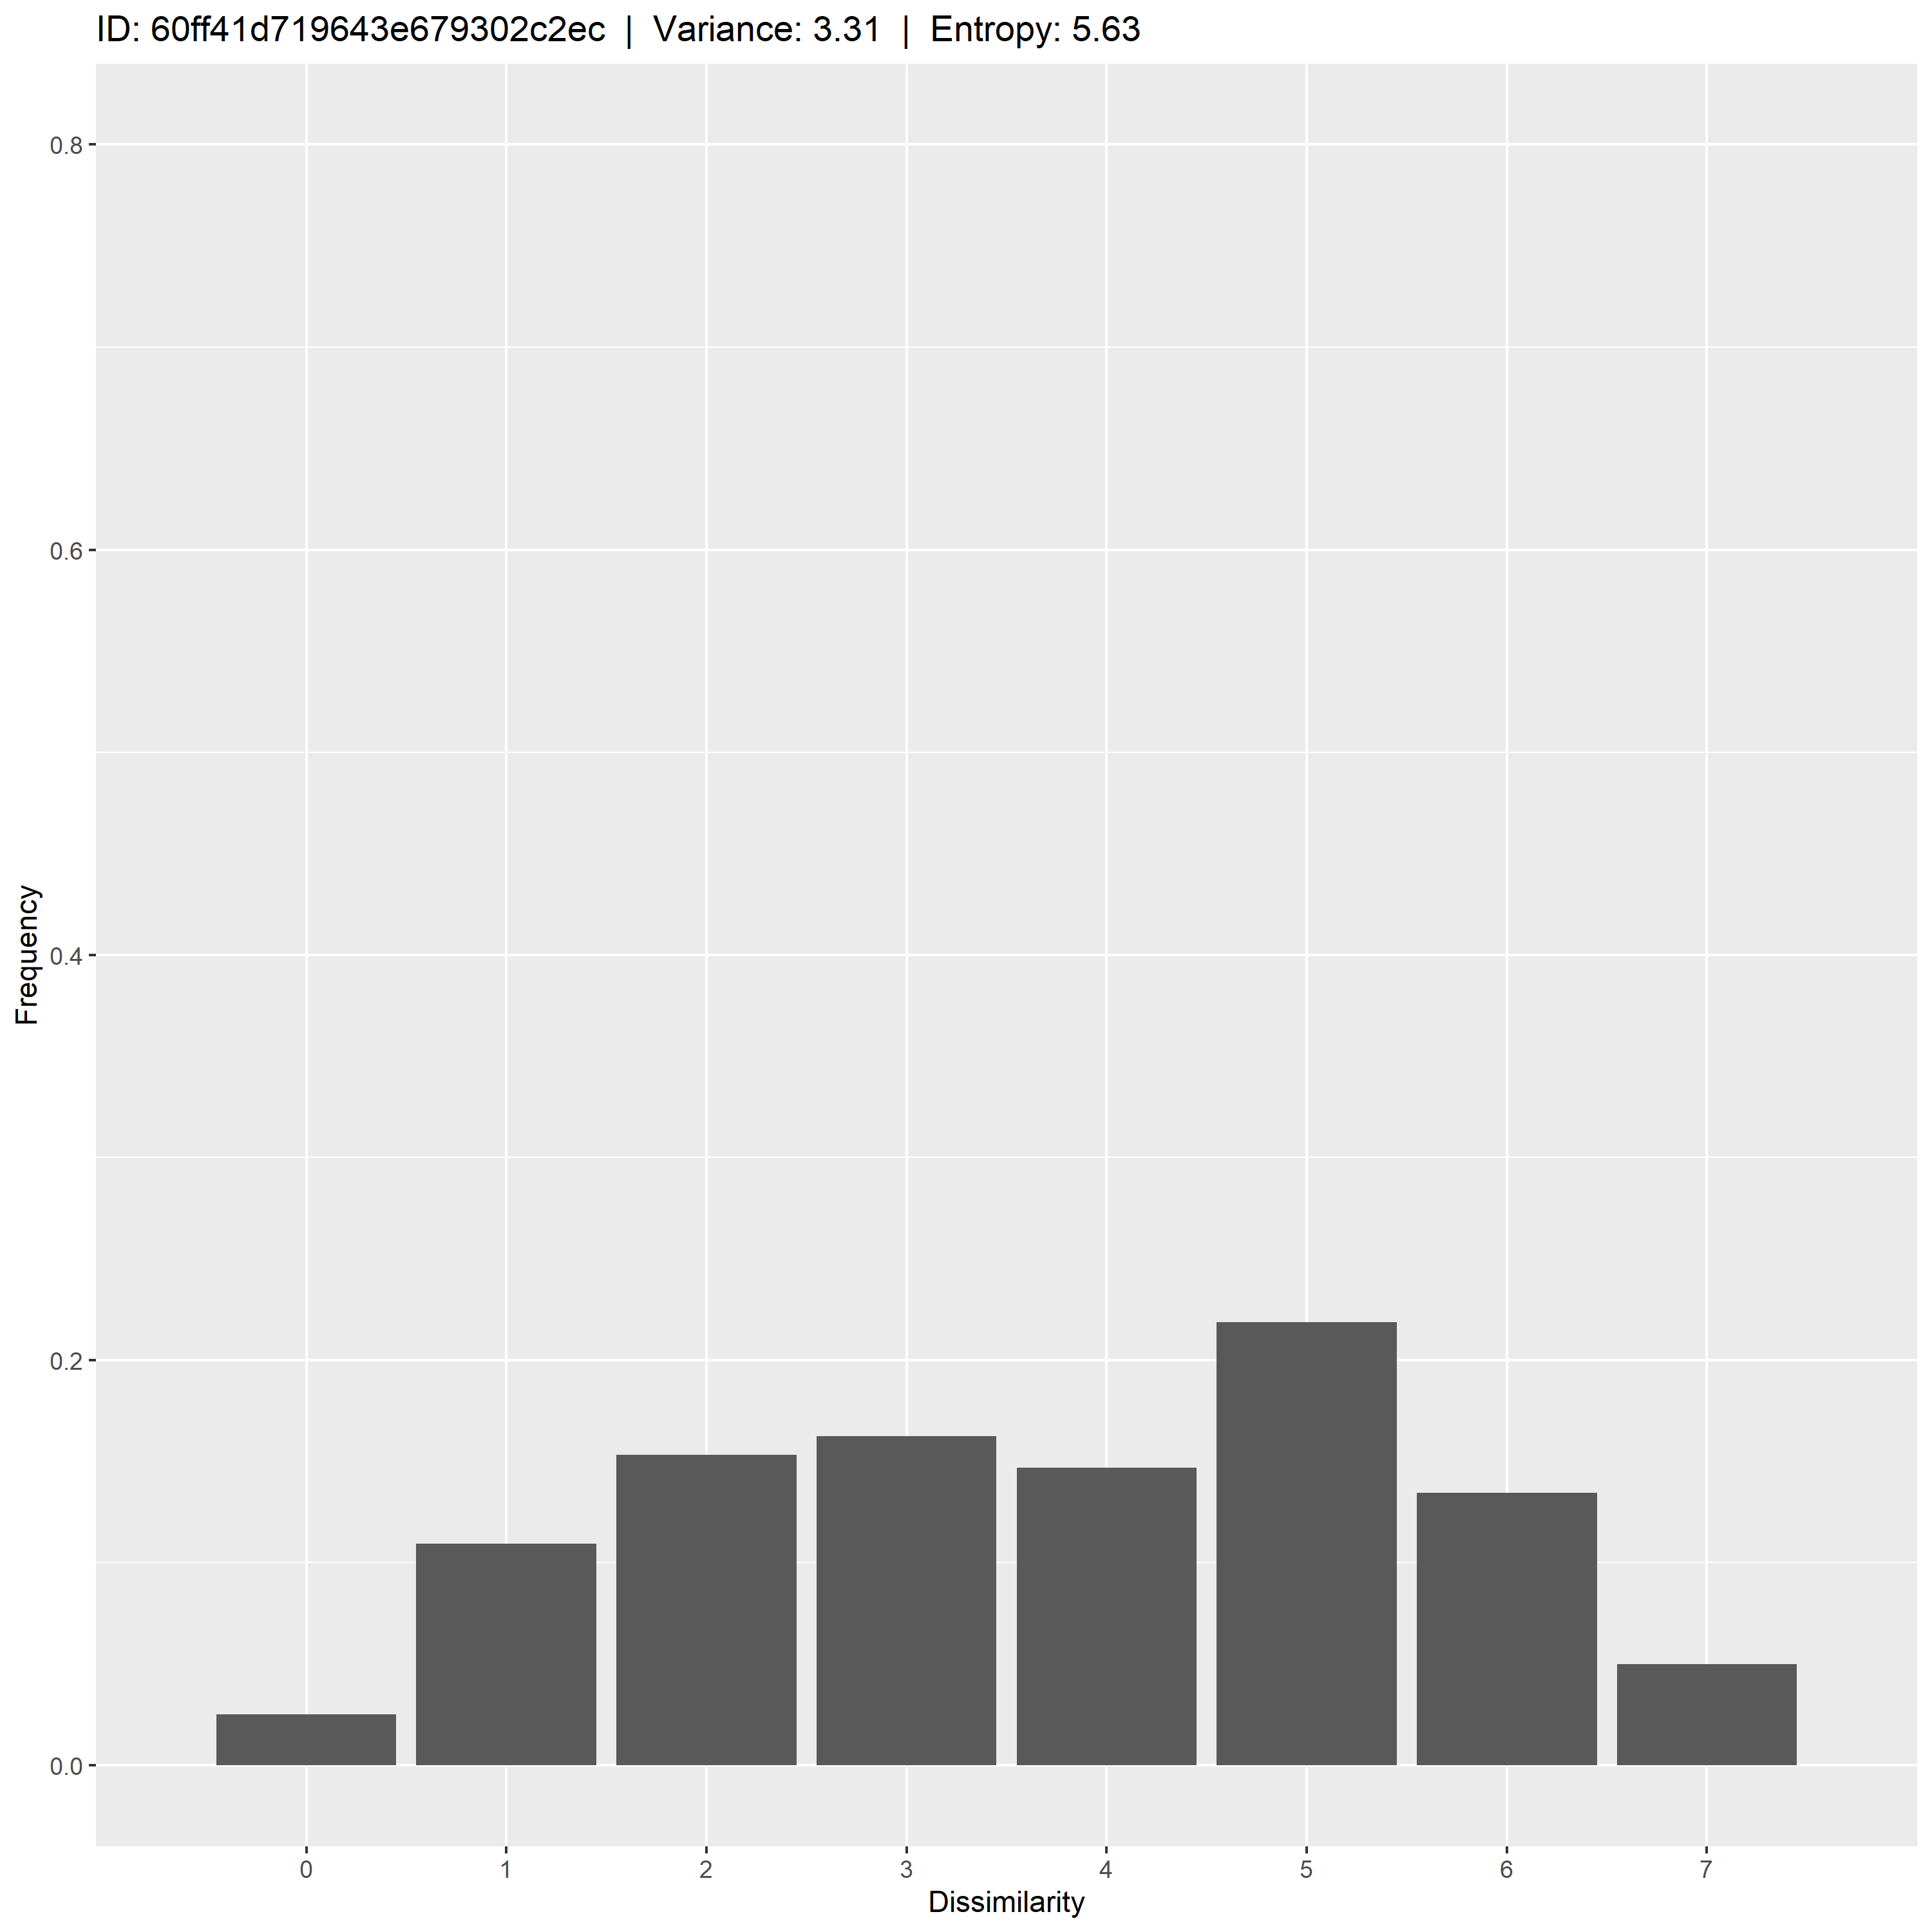 ID: 60ff41d719643e679302c2ec | Variance: 3.31 | Entropy: 5.63
0.8
0.6
0.4
0.2
0.0
Frequency
0 1 2 3 4 5 6 7
Dissimilarity